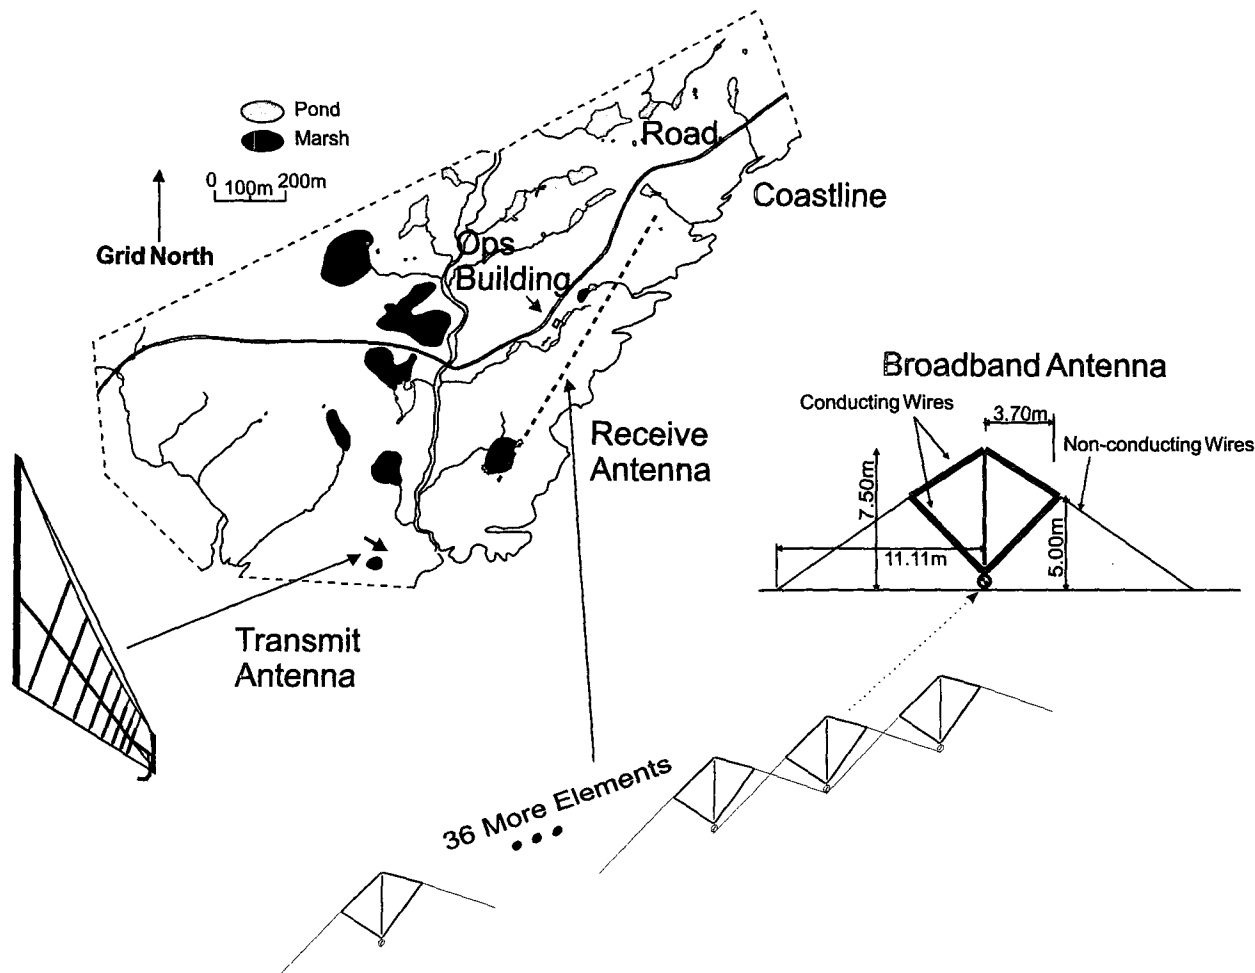 Pond
Marsh
0 100m 200m
Grid North
Road
Coastline
Ops
Building
Receive
Antenna
Transmit
Antenna
Broadband Antenna
Conducting Wires
3.70m
Non-conducting Wires
7.50m
11.11m
5.00m
36 More Elements